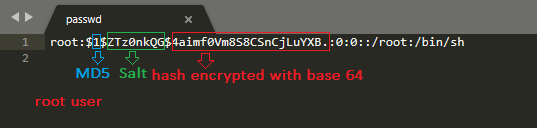 passwd
1 root:$1$ZTz0nkQG$4aimf0Vm8S8CSnCjLuYXB.:0:0::/root:/bin/sh
2
MD5 Salt hash encrypted with base 64
root user